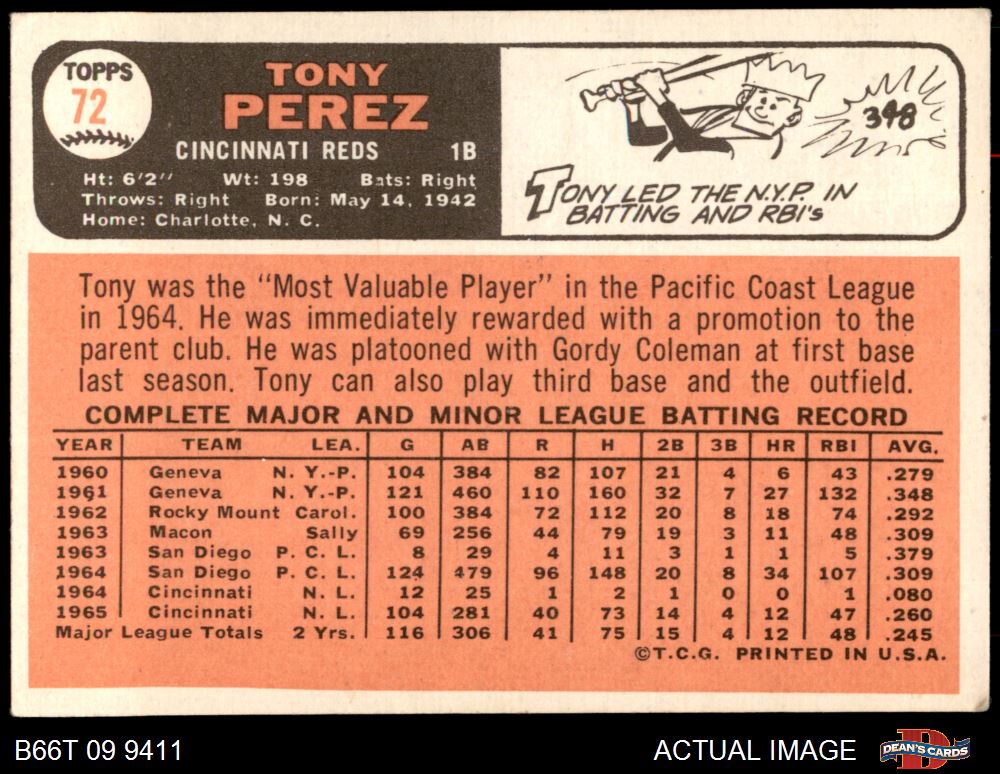 TOPPS
72
TONY
PEREZ
CINCINNATI REDS 1B
Ht: 6'2" Wt: 198 Bats: Right
Throws: Right Born: May 14, 1942
Home: Charlotte, N. C.
348
TONY LED THE N.Y.P. IN
BATTING AND RBI's
Tony was the "Most Valuable Player" in the Pacific Coast League
in 1964. He was immediately rewarded with a promotion to the
parent club. He was platooned with Gordy Coleman at first base
last season. Tony can also play third base and the outfield.
COMPLETE MAJOR AND MINOR LEAGUE BATTING RECORD
YEAR TEAM LEA. G AB R H 2B 3B HR RBI AVG.
1960 Geneva N. Y.-P. 104 384 82 107 21 4 6 43 .279
1961 Geneva N. Y.-P. 121 460 110 160 32 7 27 132 .348
1962 Rocky Mount Carol. 100 384 72 112 20 8 18 74 .292
1963 Macon Sally 69 256 44 79 19 3 11 48 .309
1963 San Diego P. C. L. 8 29 4 11 3 1 1 5 .379
1964 San Diego P. C. L. 124 479 96 148 20 8 34 107 .309
1964 Cincinnati N. L. 12 25 1 2 1 0 0 1 .080
1965 Cincinnati N. L. 104 281 40 73 14 4 12 47 .260
Major League Totals 2 Yrs. 116 306 41 75 15 4 12 48 .245
©T.C.G. PRINTED IN U.S.A.
B66T 09 9411 ACTUAL IMAGE DEAN'S CARDS